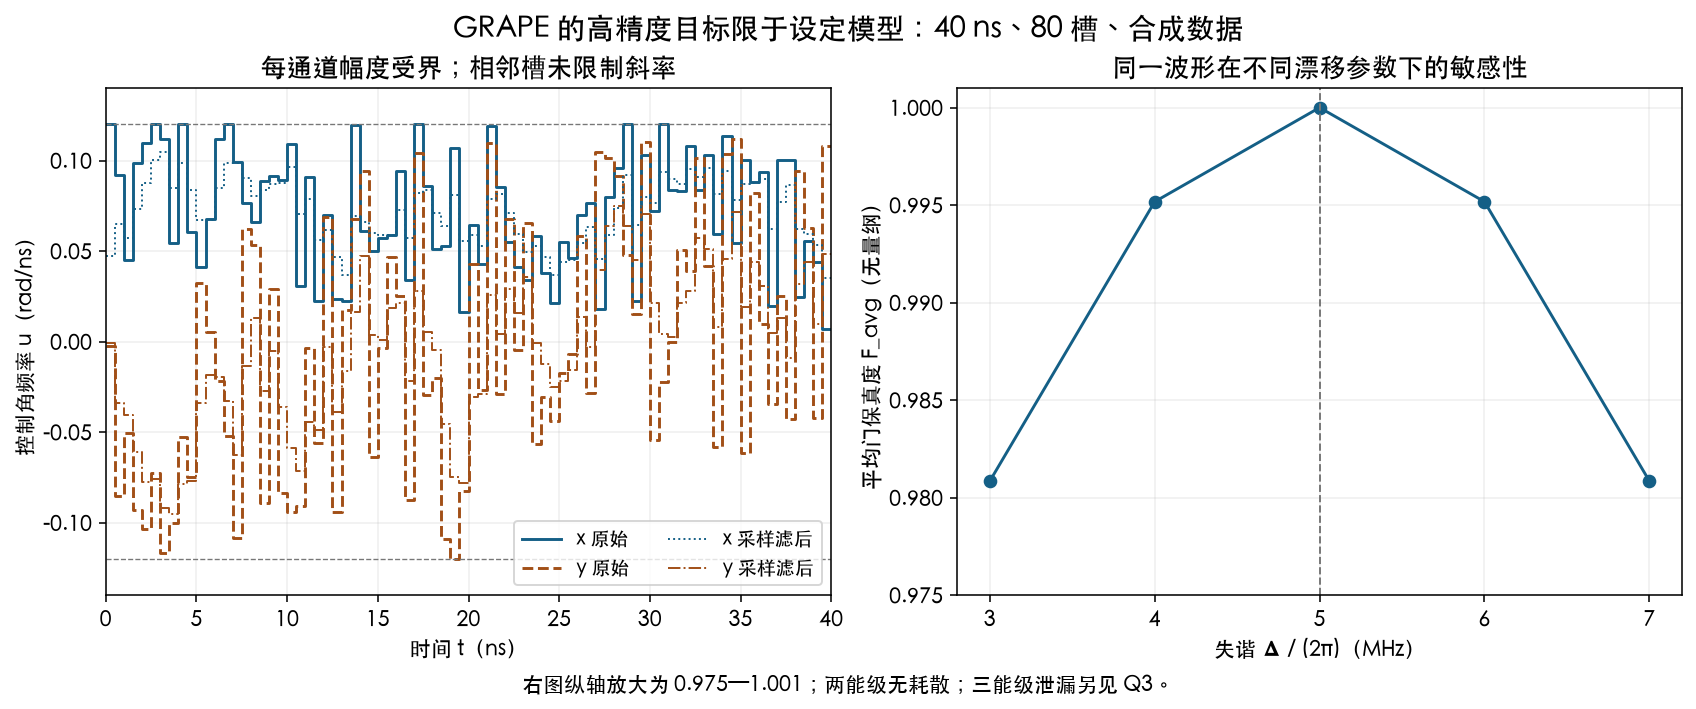 GRAPE 的高精度目标限于设定模型：40 ns、80 槽、合成数据
每通道幅度受界；相邻槽未限制斜率
控制角频率 u（rad/ns）
0.10
0.05
0.00
-0.05
-0.10
x 原始
y 原始
x 采样滤后
y 采样滤后
0 5 10 15 20 25 30 35 40
时间 t（ns）
同一波形在不同漂移参数下的敏感性
平均门保真度 F_avg（无量纲）
1.000
0.995
0.990
0.985
0.980
0.975
3 4 5 6 7
失谐 Δ / (2π)（MHz）
右图纵轴放大为 0.975—1.001；两能级无耗散；三能级泄漏另见 Q3。